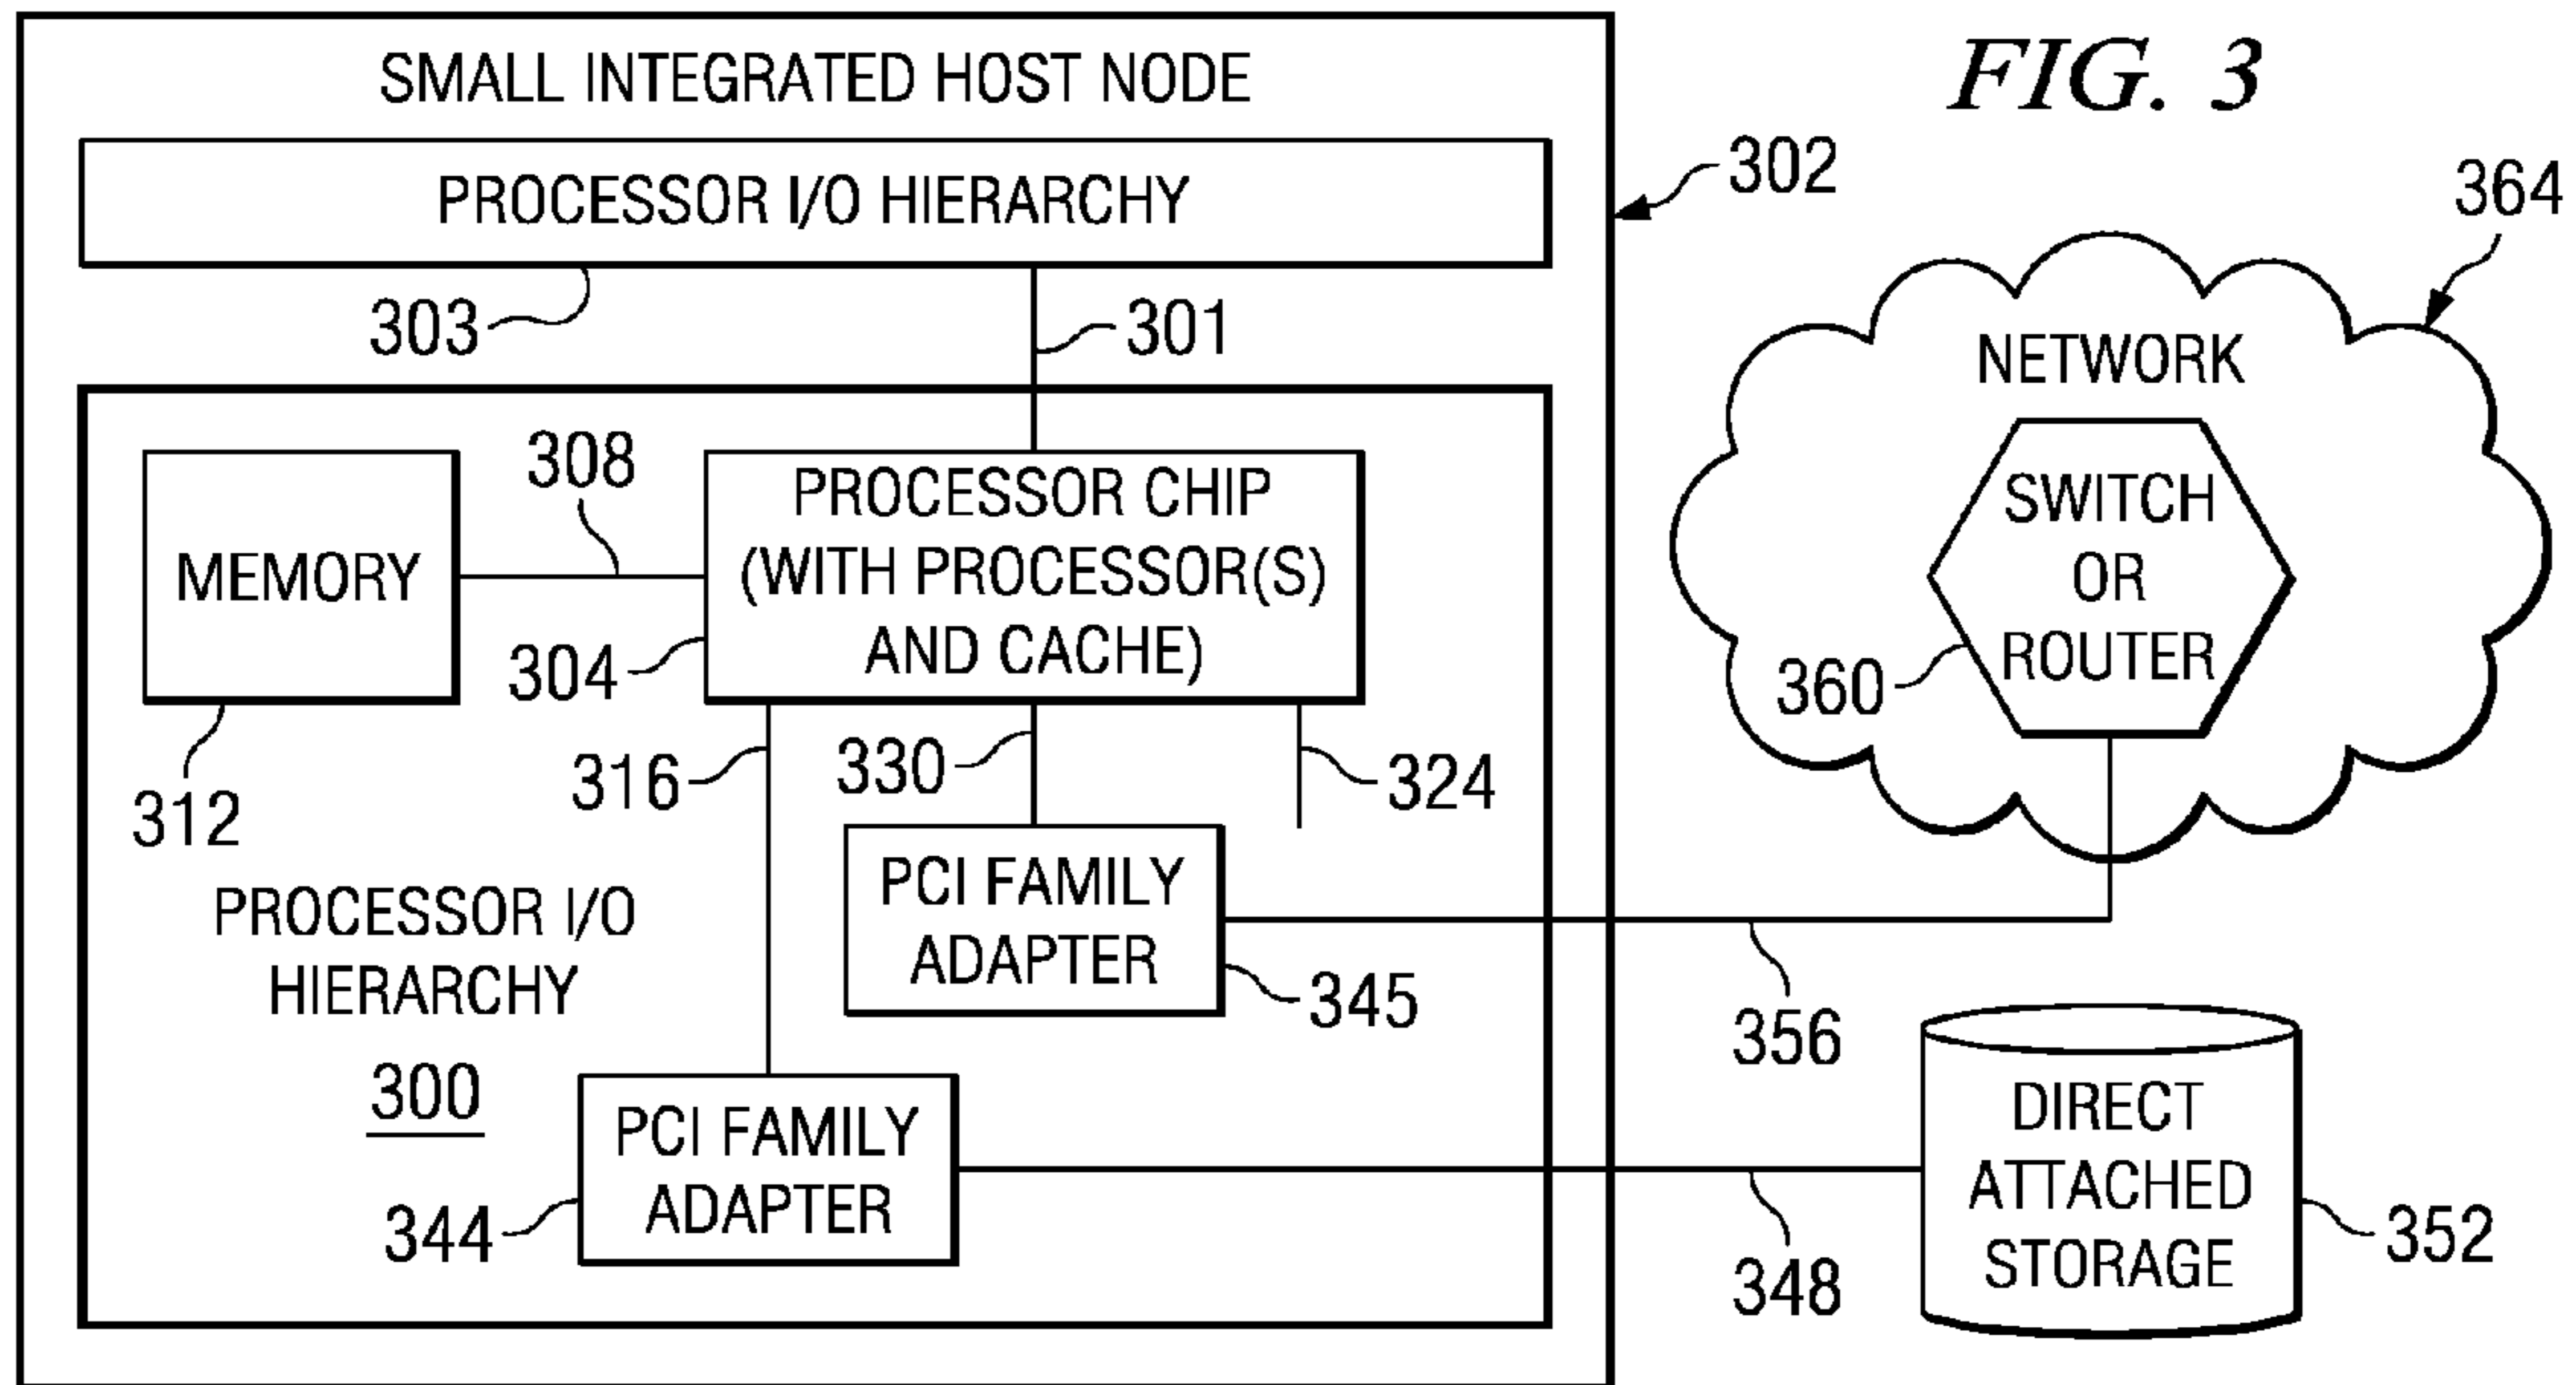 SMALL INTEGRATED HOST NODE
FIG. 3
PROCESSOR I/O HIERARCHY
302
364
303
301
NETWORK
308
PROCESSOR CHIP
(WITH PROCESSOR(S)
AND CACHE)
MEMORY
304
SWITCH
OR
ROUTER
360
312
316
330
324
PCI FAMILY
ADAPTER
345
PROCESSOR I/O
HIERARCHY
300
356
PCI FAMILY
ADAPTER
344
348
DIRECT
ATTACHED
STORAGE
352